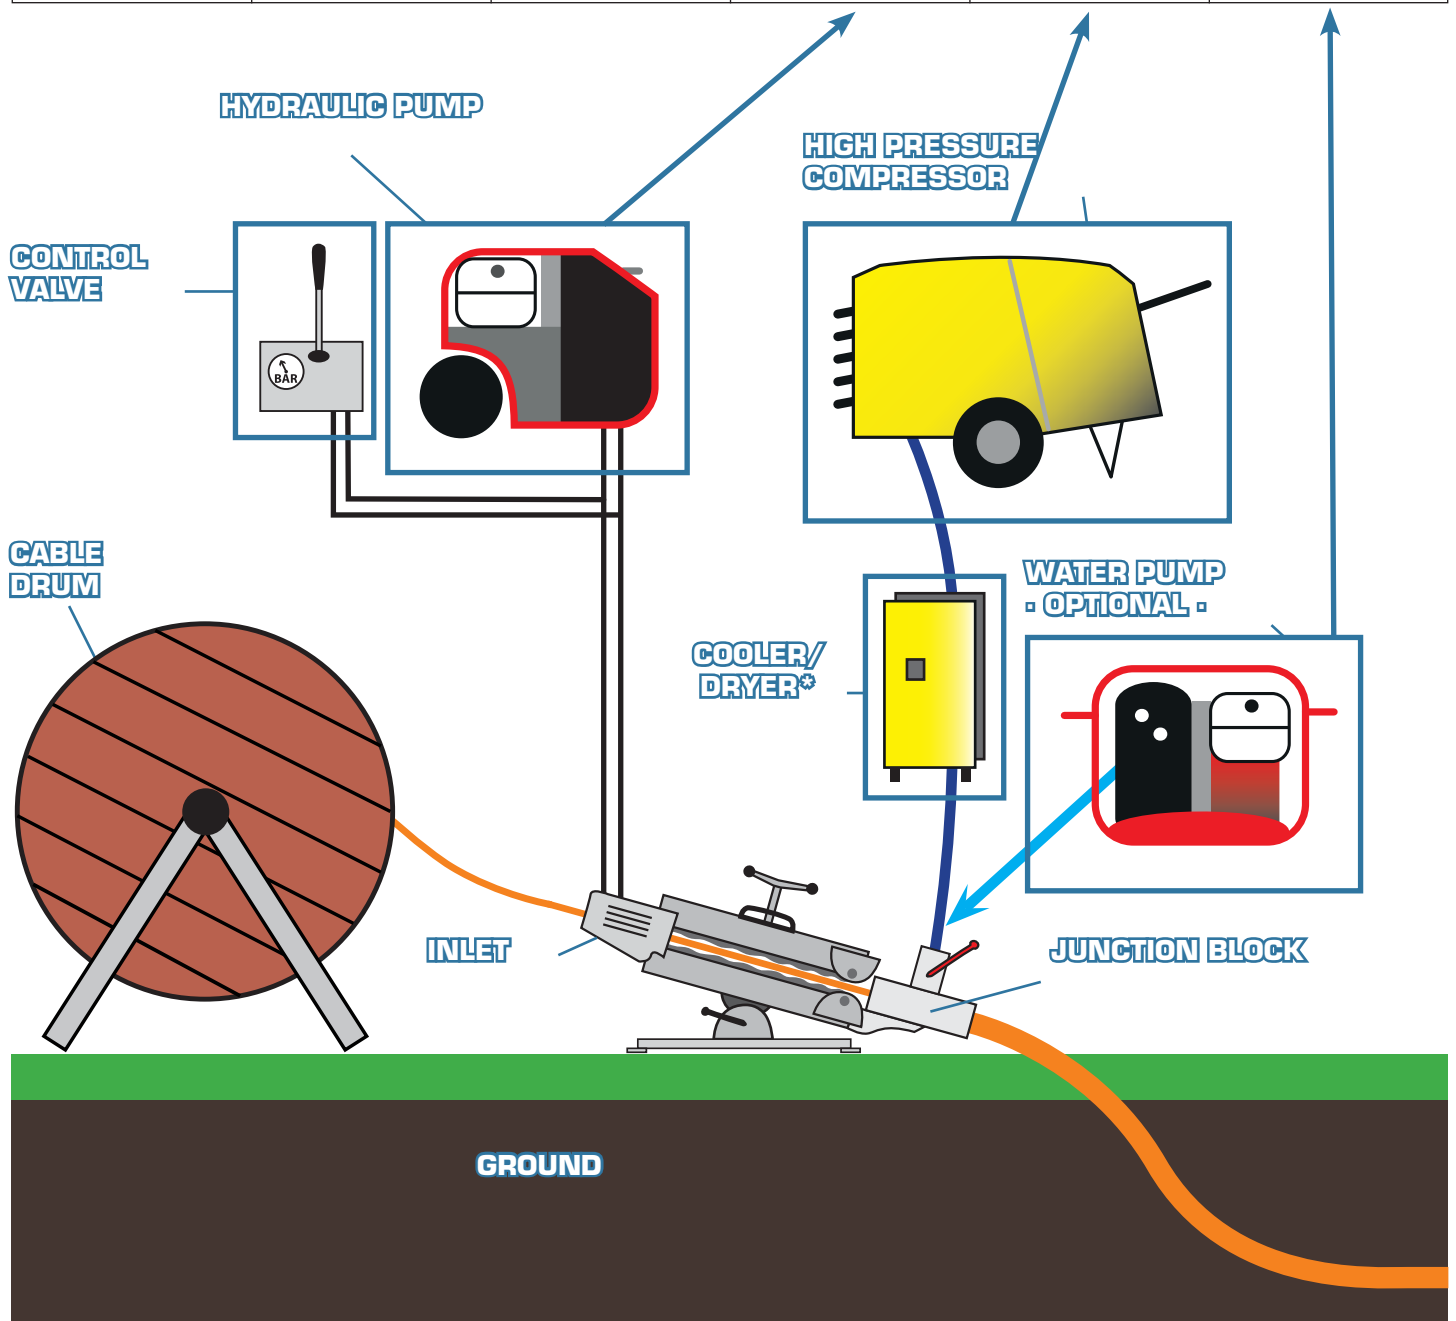 HYDRAULIC PUMP
HIGH PRESSURE
COMPRESSOR
CONTROL
VALVE
BAR
CABLE
DRUM
WATER PUMP
· OPTIONAL ·
COOLER/
DRYER*
INLET
JUNCTION BLOCK
GROUND